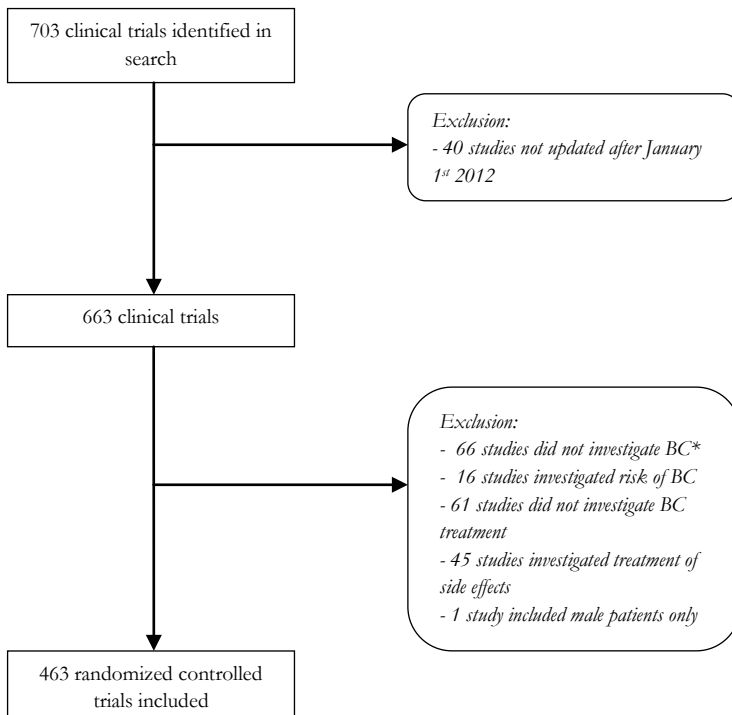 703 clinical trials identified in
search
Exclusion:
- 40 studies not updated after January
1st 2012
663 clinical trials
Exclusion:
- 66 studies did not investigate BC*
- 16 studies investigated risk of BC
- 61 studies did not investigate BC
treatment
- 45 studies investigated treatment of
side effects
- 1 study included male patients only
463 randomized controlled
trials included